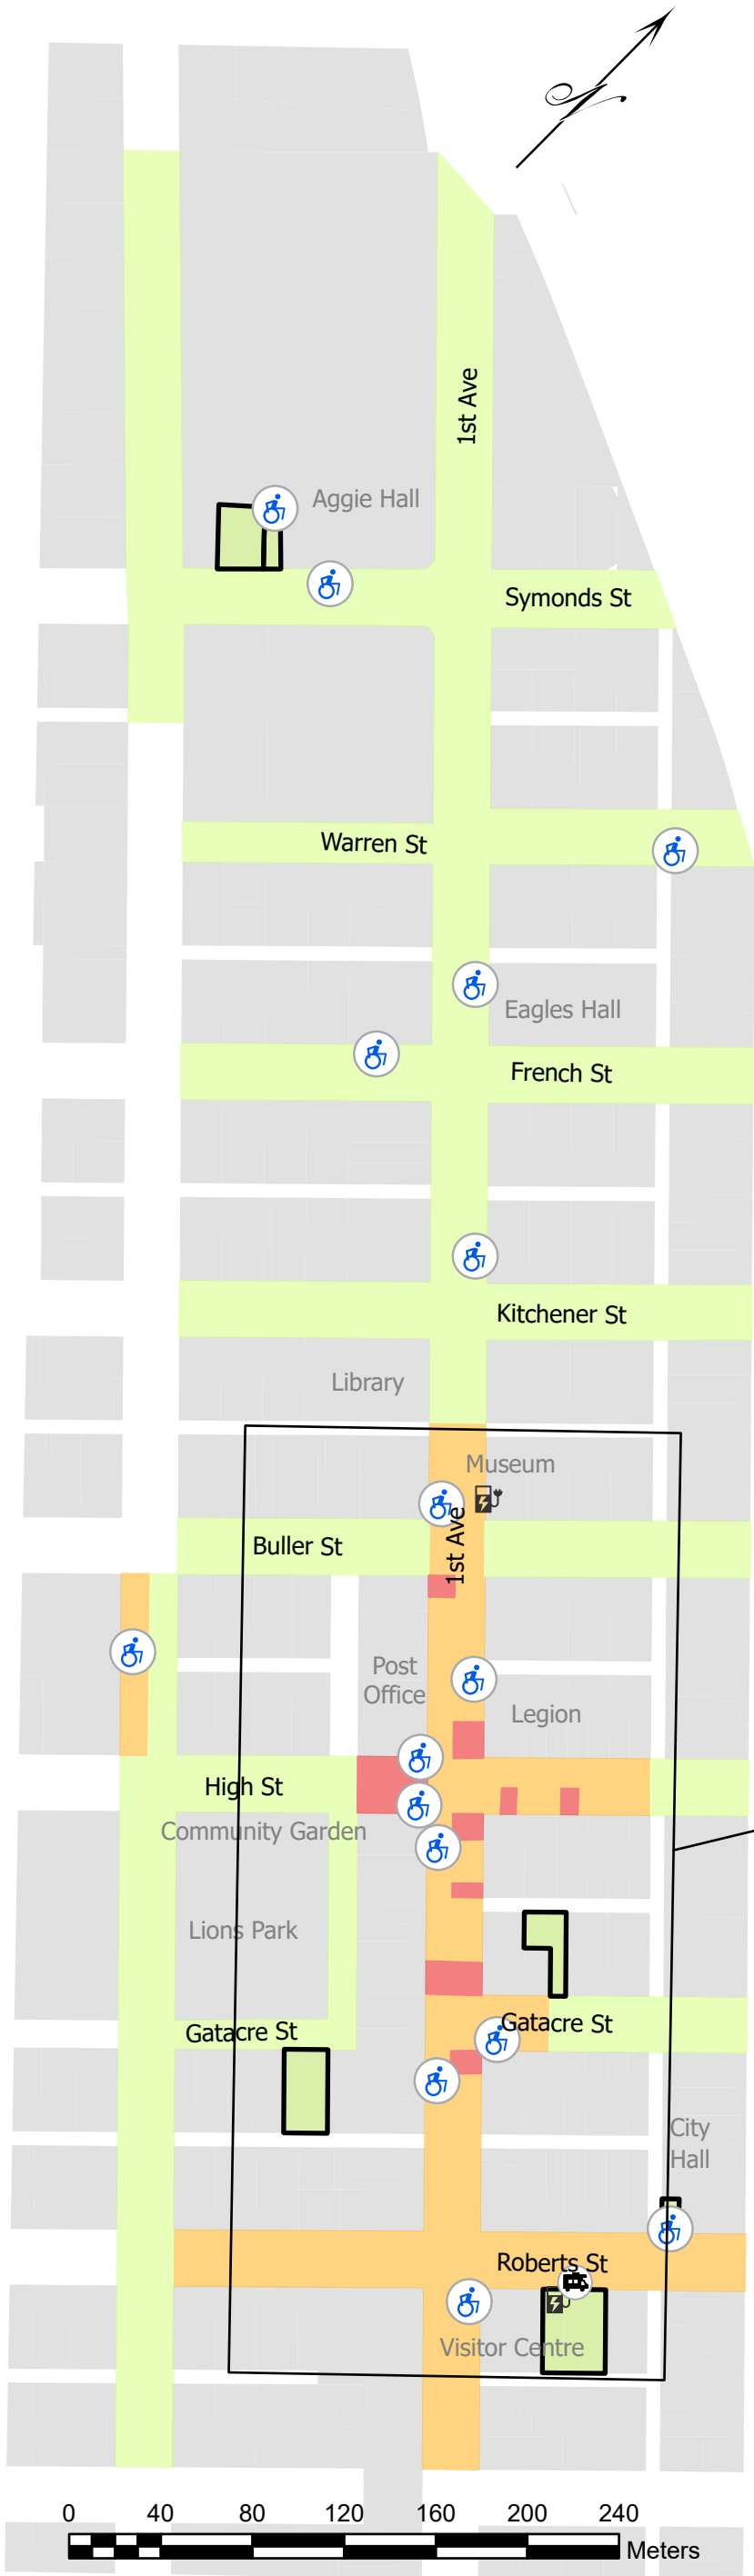 N
1st Ave
Aggie Hall
Symonds St
Warren St
Eagles Hall
French St
Kitchener St
Library
Museum
1st Ave
Buller St
Post
Office
Legion
High St
Community Garden
Lions Park
Gatacre St
Gatacre St
City
Hall
Roberts St
Visitor Centre
0 40 80 120 160 200 240
Meters